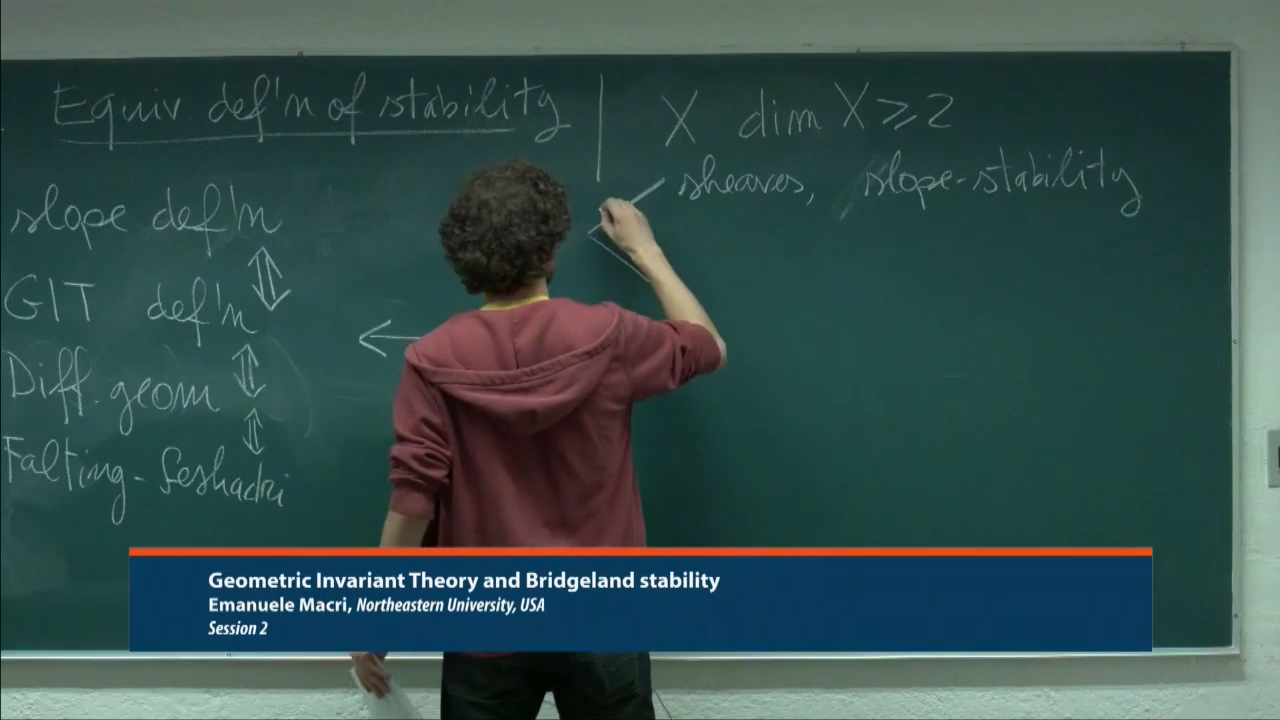 Equiv. def'n of stability
slope def'n
GIT def'n
Diff. geom
Falting-Seshadri
X dim X ≥ 2
sheaves, slope-stability
Geometric Invariant Theory and Bridgeland stability
Emanuele Macri, Northeastern University, USA
Session 2